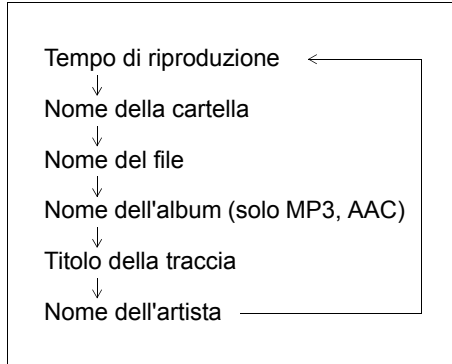 Tempo di riproduzione
Nome della cartella
Nome del file
Nome dell'album (solo MP3, AAC)
Titolo della traccia
Nome dell'artista